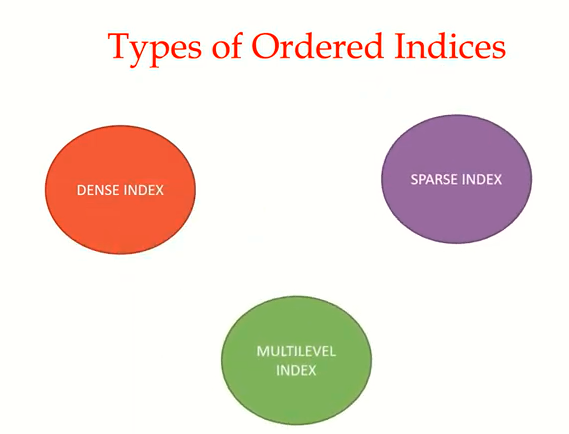 Types of Ordered Indices
DENSE INDEX
SPARSE INDEX
MULTILEVEL
INDEX